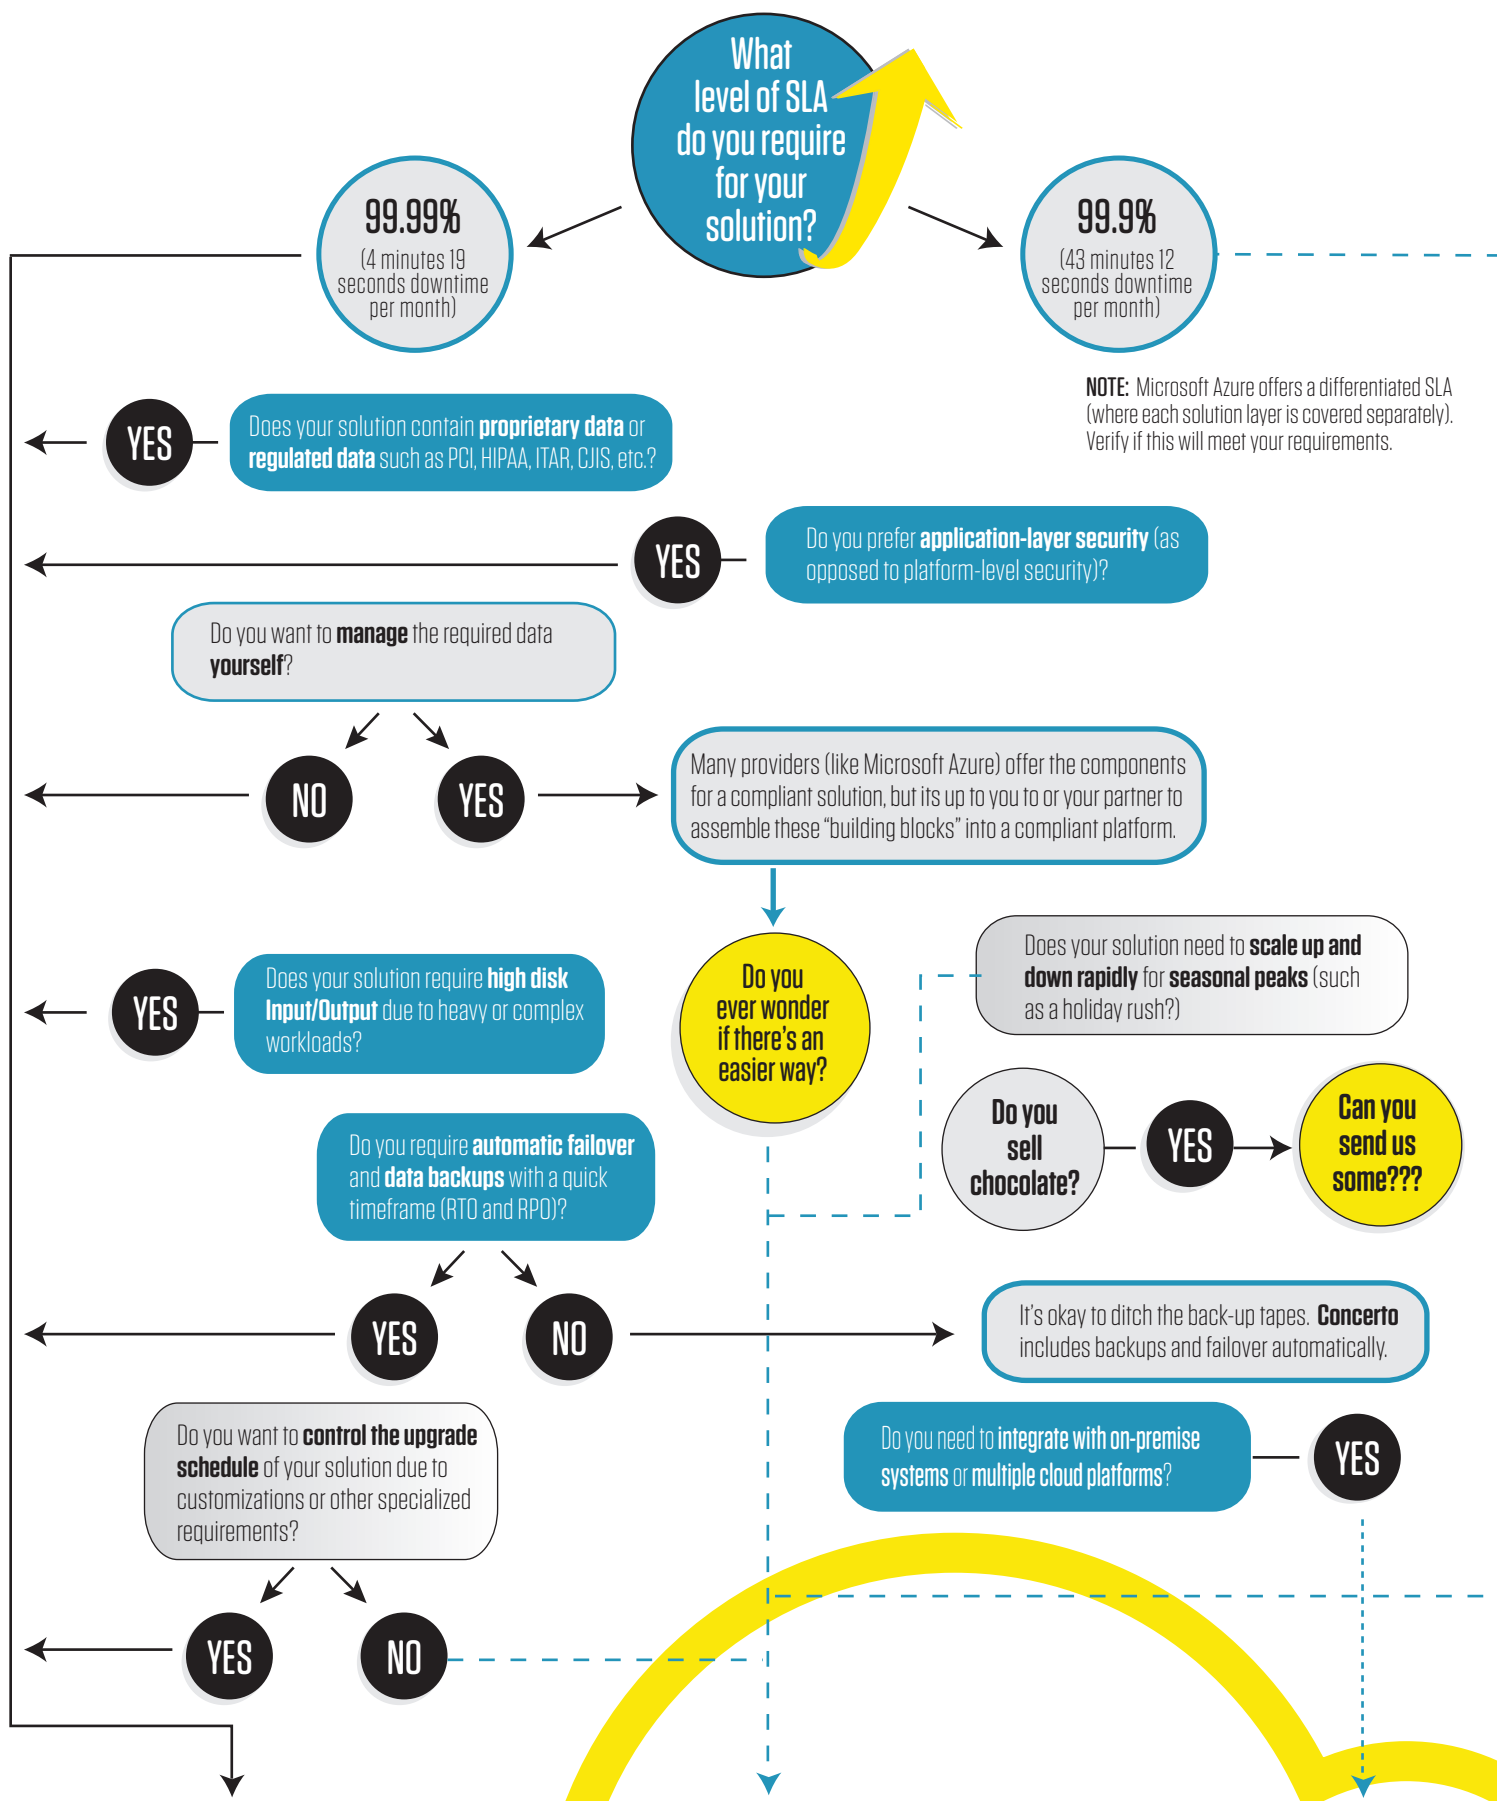 What
level of SLA
do you require
for your
solution?
99.99%
(4 minutes 19
seconds downtime
per month)
99.9%
(43 minutes 12
seconds downtime
per month)
NOTE: Microsoft Azure offers a differentiated SLA
(where each solution layer is covered separately).
Verify if this will meet your requirements.
YES
Does your solution contain proprietary data or
regulated data such as PCI, HIPAA, ITAR, CJIS, etc.?
YES
Do you prefer application-layer security (as
opposed to platform-level security)?
Do you want to manage the required data
yourself?
NO
YES
Many providers (like Microsoft Azure) offer the components
for a compliant solution, but its up to you to or your partner to
assemble these “building blocks” into a compliant platform.
Do you
ever wonder
if there's an
easier way?
Does your solution need to scale up and
down rapidly for seasonal peaks (such
as a holiday rush?)
YES
Does your solution require high disk
Input/Output due to heavy or complex
workloads?
Do you
sell
chocolate?
YES
Can you
send us
some???
Do you require automatic failover
and data backups with a quick
timeframe (RTO and RPO)?
YES
NO
It's okay to ditch the back-up tapes. Concerto
includes backups and failover automatically.
Do you need to integrate with on-premise
systems or multiple cloud platforms?
YES
Do you want to control the upgrade
schedule of your solution due to
customizations or other specialized
requirements?
YES
NO